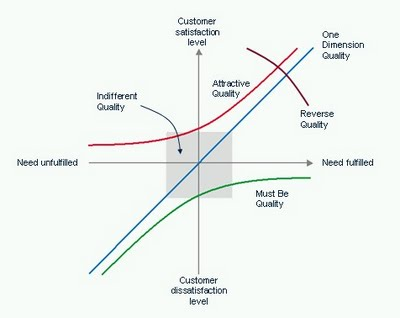 Customer
satisfaction
level
One
Dimension
Quality
Attractive
Quality
Indifferent
Quality
Reverse
Quality
Need unfulfilled
Need fulfilled
Must Be
Quality
Customer
dissatisfaction
level